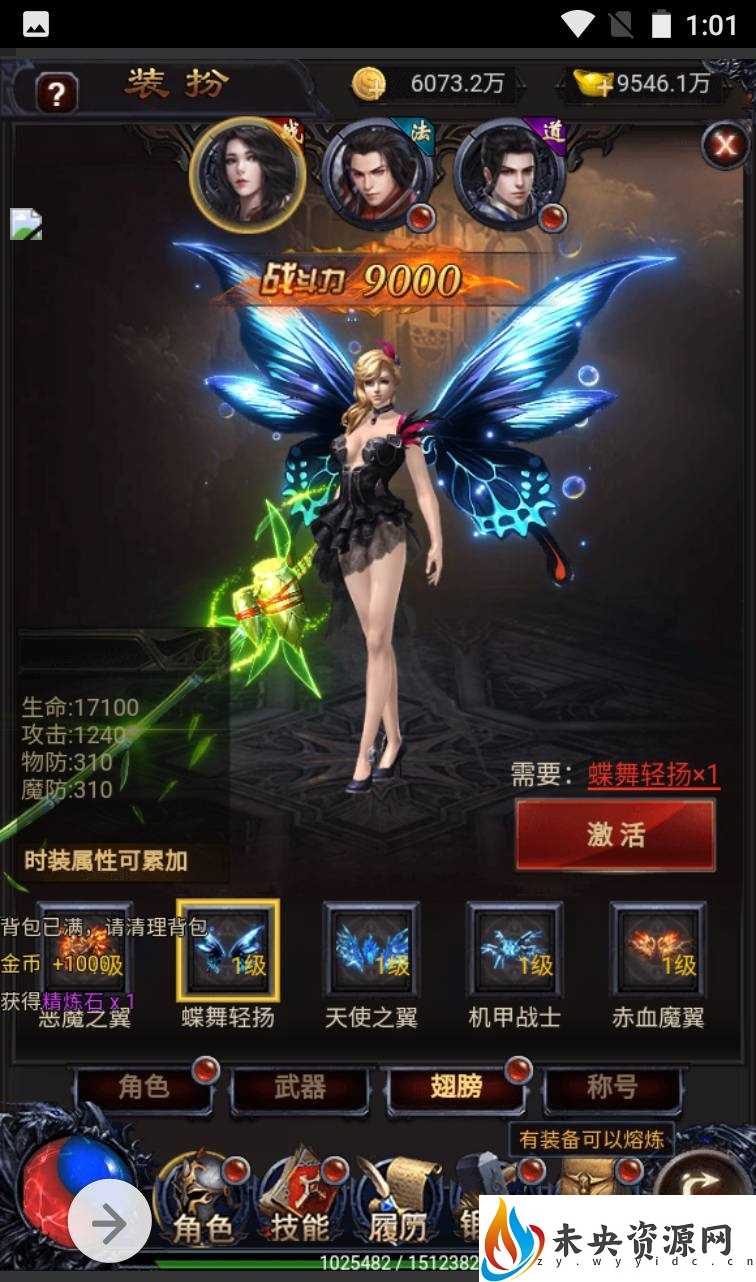 1:01
?
装扮
6073.2万
9546.1万
战
法
道
X
战斗力 9000
生命:17100
攻击:1240
物防:310
魔防:310
需要：蝶舞轻扬×1
激活
时装属性可累加
背包已满，请清理背包
金币 +1000
级
1级
1级
1级
1级
获得精炼石 x 1
恶魔之翼
蝶舞轻扬
天使之翼
机甲战士
赤血魔翼
角色
武器
翅膀
称号
有装备可以熔炼
角色
技能
履历
1025482 / 1512382
未央资源网
zy.wyyidc.cn